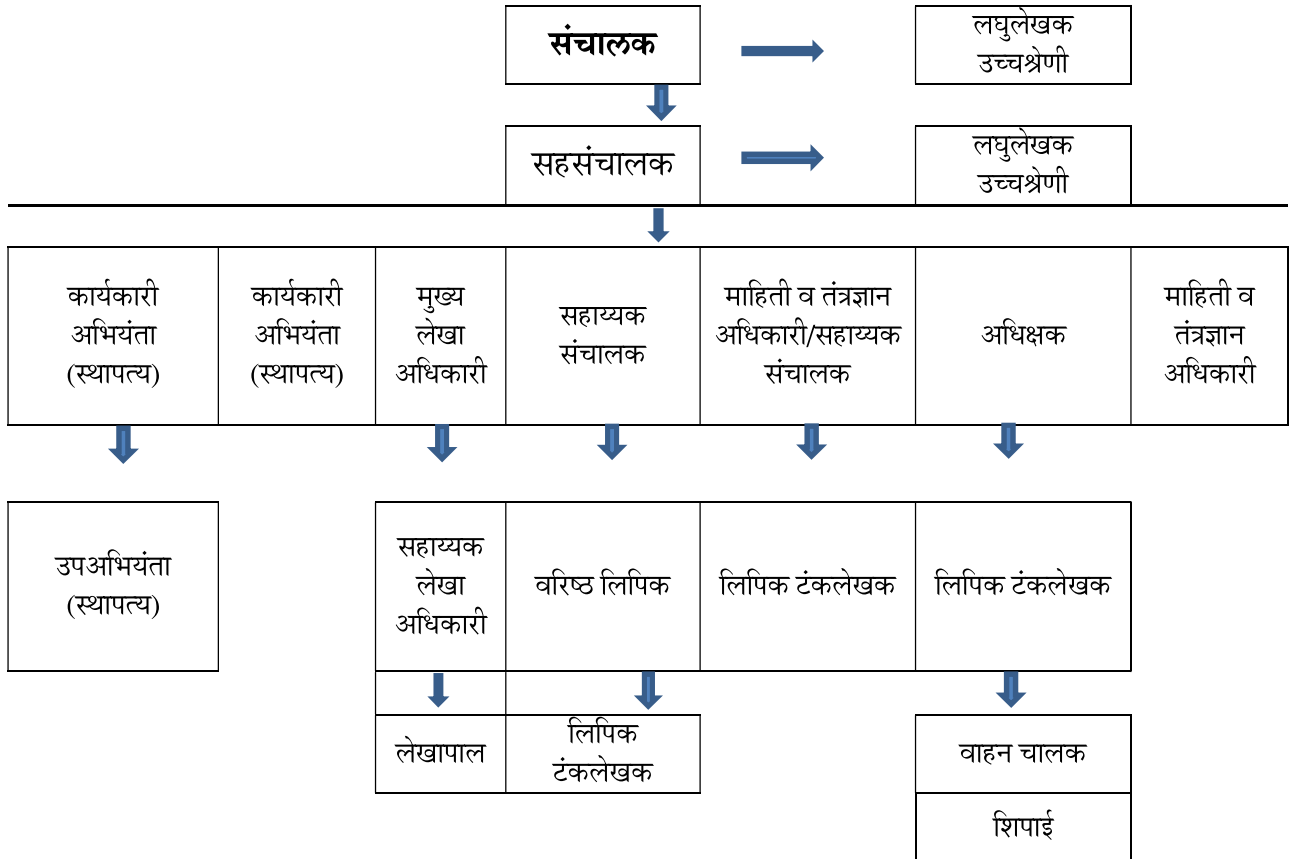 संचालक
लघुलेखक
उच्चश्रेणी
सहसंचालक
लघुलेखक
उच्चश्रेणी
कार्यकारी
अभियंता
(स्थापत्य)
कार्यकारी
अभियंता
(स्थापत्य)
मुख्य
लेखा
अधिकारी
सहाय्यक
संचालक
माहिती व तंत्रज्ञान
अधिकारी/सहाय्यक
संचालक
अधिक्षक
माहिती व
तंत्रज्ञान
अधिकारी
उपअभियंता
(स्थापत्य)
सहाय्यक
लेखा
अधिकारी
वरिष्ठ लिपिक
लिपिक टंकलेखक
लिपिक टंकलेखक
लेखापाल
लिपिक
टंकलेखक
वाहन चालक
शिपाई